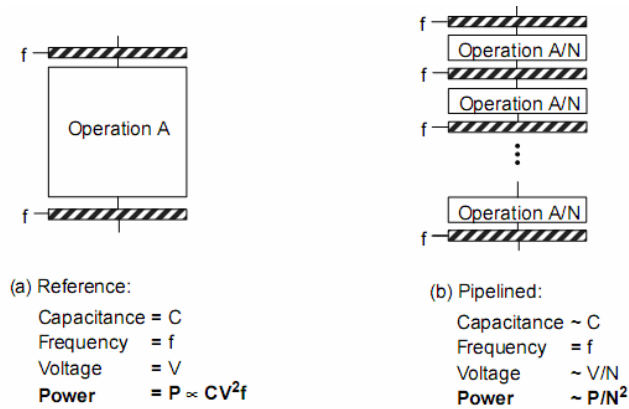 f
Operation A
f
(a) Reference:
Capacitance = C
Frequency = f
Voltage = V
Power = P ∝ CV²f
f
Operation A/N
f
Operation A/N
f
Operation A/N
f
(b) Pipelined:
Capacitance ~ C
Frequency = f
Voltage ~ V/N
Power ~ P/N²